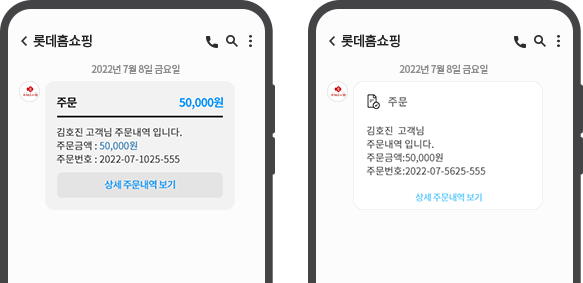 롯데홈쇼핑
2022년 7월 8일 금요일
주문 50,000원
김호진 고객님 주문내역 입니다.
주문금액 : 50,000원
주문번호 : 2022-07-1025-555
상세 주문내역 보기
롯데홈쇼핑
2022년 7월 8일 금요일
주문
김호진 고객님
주문내역 입니다.
주문금액:50,000원
주문번호:2022-07-5625-555
상세 주문내역 보기